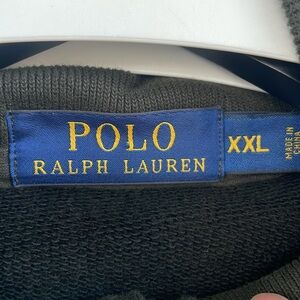 POLO
RALPH LAUREN
XXL
MADE IN
CHINA